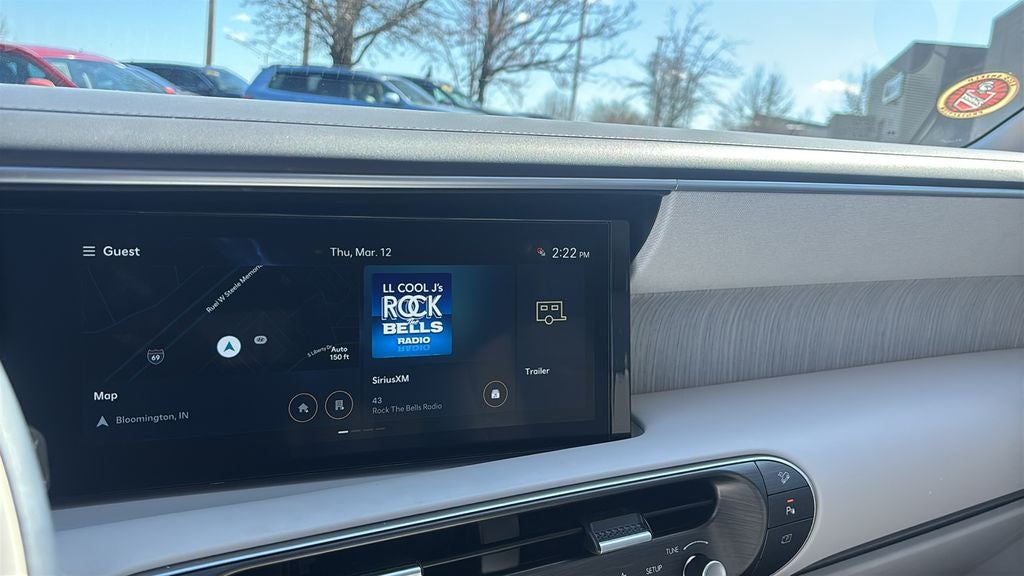 Guest
Thu, Mar. 12
2:22 PM
Ruel W Steele Memori
69
S Liberty Dr
Auto
150 ft
Map
Bloomington, IN
LL COOL J's
ROCK
The
BELLS
RADIO
SiriusXM
43
Rock The Bells Radio
Trailer
TUNE
SETUP
P